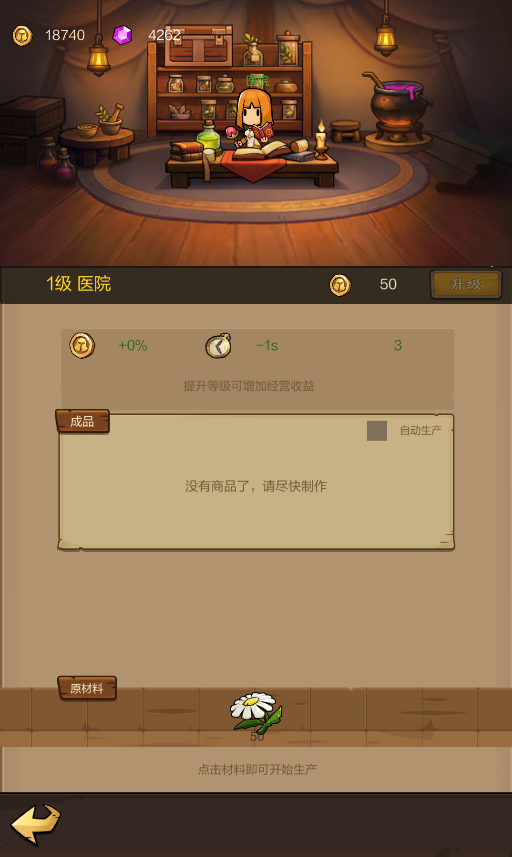 18740 4262
1级 医院 50 升级
+0% -1s 3
提升等级可增加经营收益
成品
自动生产
没有商品了，请尽快制作
原材料
50
点击材料即可开始生产